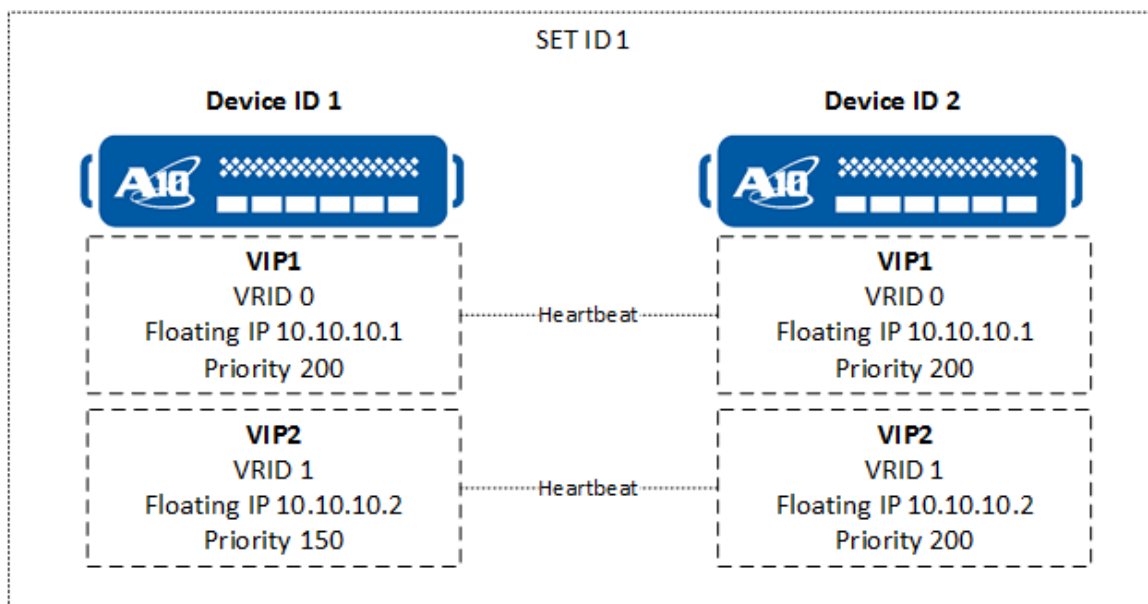 SET ID 1
Device ID 1
Device ID 2
A10
A10
VIP1
VRID 0
Floating IP 10.10.10.1
Priority 200
Heartbeat
VIP1
VRID 0
Floating IP 10.10.10.1
Priority 200
VIP2
VRID 1
Floating IP 10.10.10.2
Priority 150
Heartbeat
VIP2
VRID 1
Floating IP 10.10.10.2
Priority 200